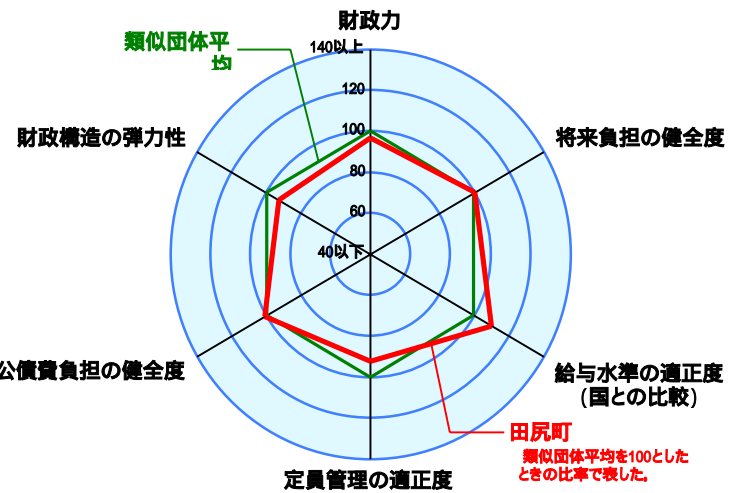 財政力
類似団体平
均
140以上
120
100
80
60
40以下
財政構造の弾力性
将来負担の健全度
公債費負担の健全度
給与水準の適正度
(国との比較)
定員管理の適正度
田尻町
類似団体平均を100とした
ときの比率で表した。